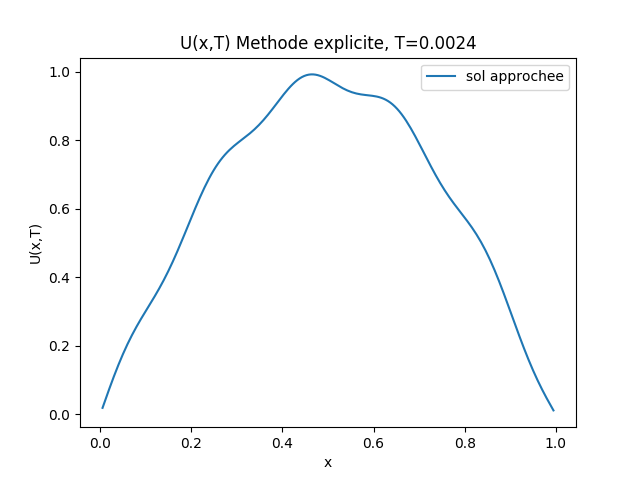 U(x,T) Methode explicite, T=0.0024
sol approchee
U(x,T)
1.0
0.8
0.6
0.4
0.2
0.0
0.0 0.2 0.4 0.6 0.8 1.0
x